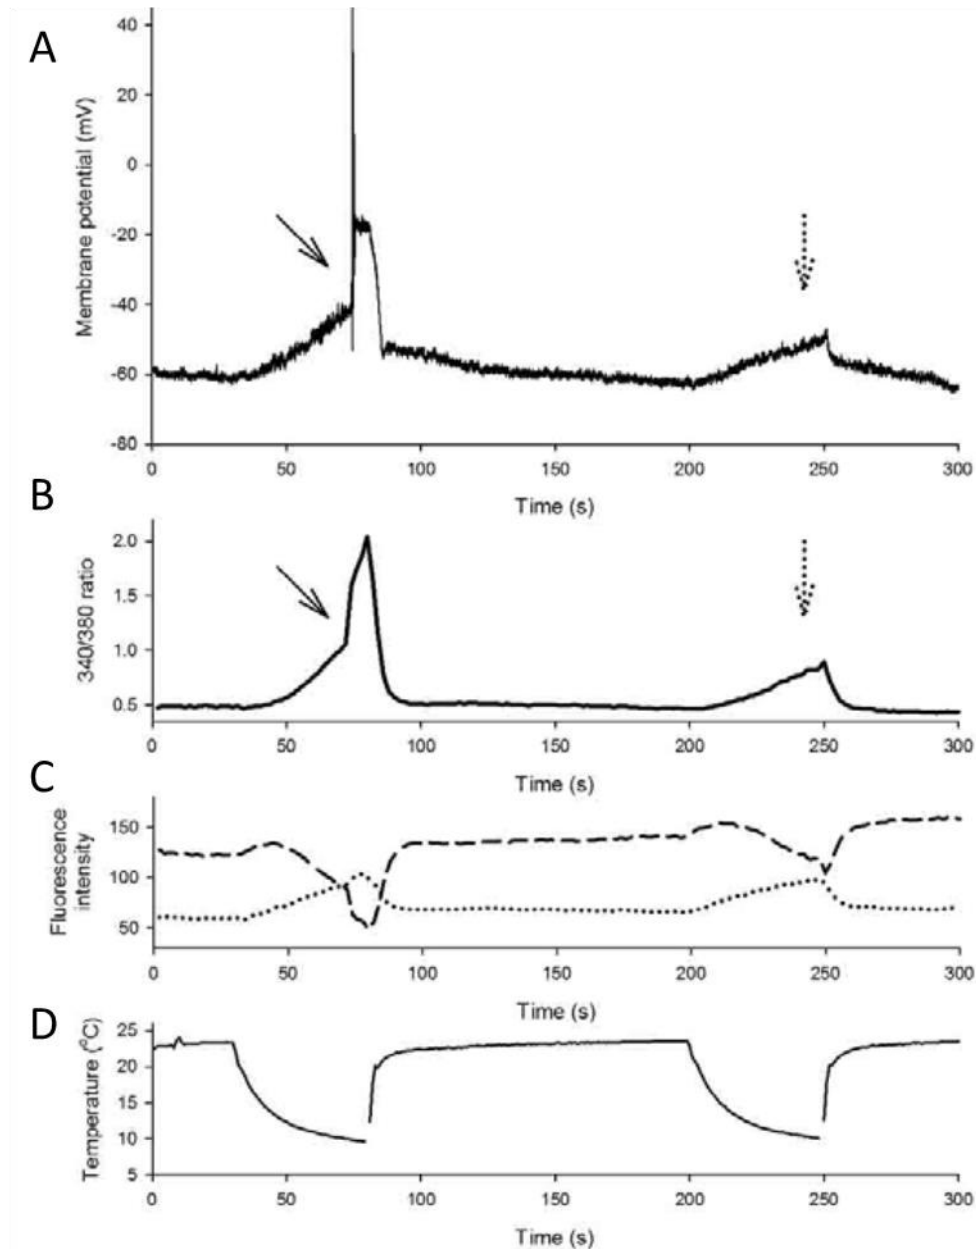 A
Membrane potential (mV)
40
20
0
-20
-40
-60
-80
0 50 100 150 200 250 300
Time (s)
B
340/380 ratio
2.0
1.5
1.0
0.5
0 50 100 150 200 250 300
Time (s)
C
Fluorescence
intensity
150
100
50
0 50 100 150 200 250 300
Time (s)
D
Temperature (°C)
25
20
15
10
5
0 50 100 150 200 250 300
Time (s)